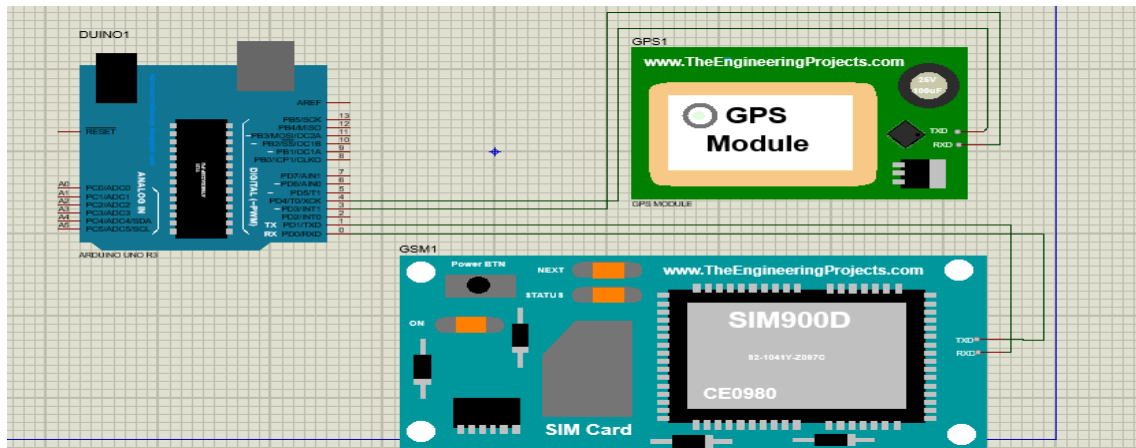 DUINO1
AREF
RESET
PB5/SCK 13
PB4/MISO 12
PB3/MOSI/OC2A 11
PB2/SS/OC1B 10
PB1/OC1A 9
PB0/ICP1/CLKO 8
PD7/AIN1 7
PD6/AIN0 6
PD5/T1 5
PD4/T0/XCK 4
PD3/INT1 3
PD2/INT0 2
TX PD1/TXD 1
RX PD0/RXD 0
A0 PC0/ADC0
A1 PC1/ADC1
A2 PC2/ADC2
A3 PC3/ADC3
A4 PC4/ADC4/SDA
A5 PC5/ADC5/SCL
ANALOG IN
DIGITAL (~PWM)
ARDUINO UNO R3
GPS1
www.TheEngineeringProjects.com
25V
100uF
GPS
Module
TXD
RXD
GPS MODULE
GSM1
Power BTN
NEXT
STATUS
ON
www.TheEngineeringProjects.com
SIM900D
CE0980
SIM Card
TXD
RXD